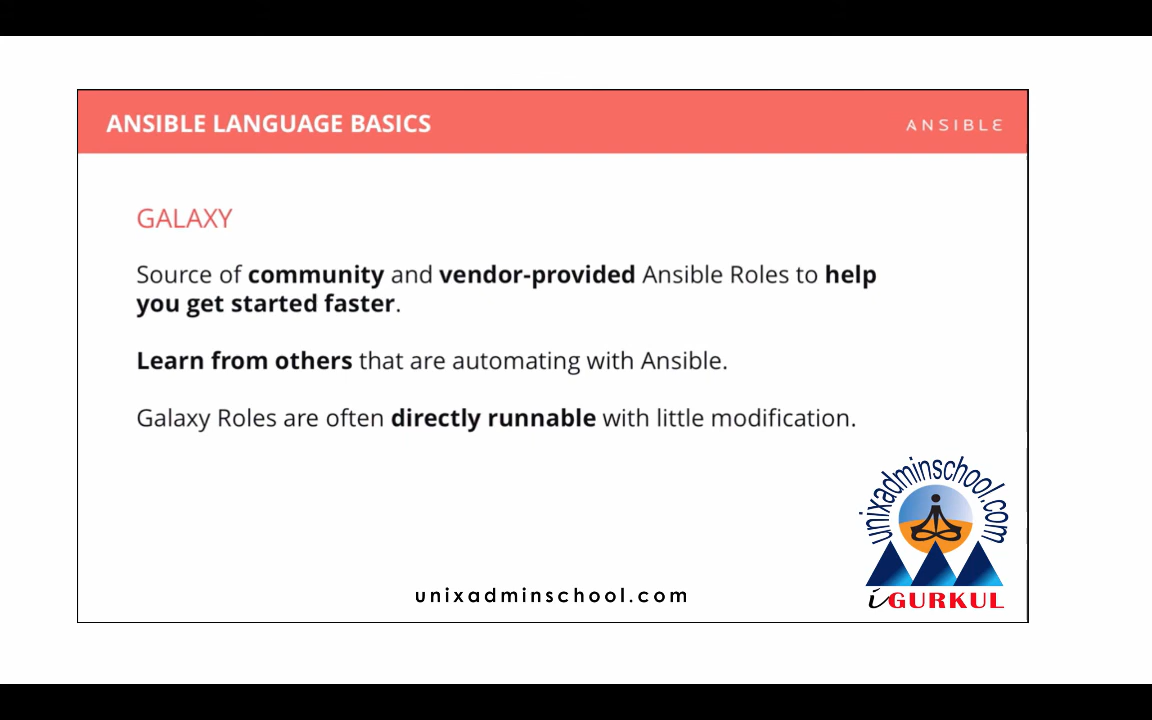 ANSIBLE LANGUAGE BASICS
ANSIBLE
GALAXY
Source of community and vendor-provided Ansible Roles to help
you get started faster.
Learn from others that are automating with Ansible.
Galaxy Roles are often directly runnable with little modification.
unixadminschool.com
iGURKUL
unixadminschool.com